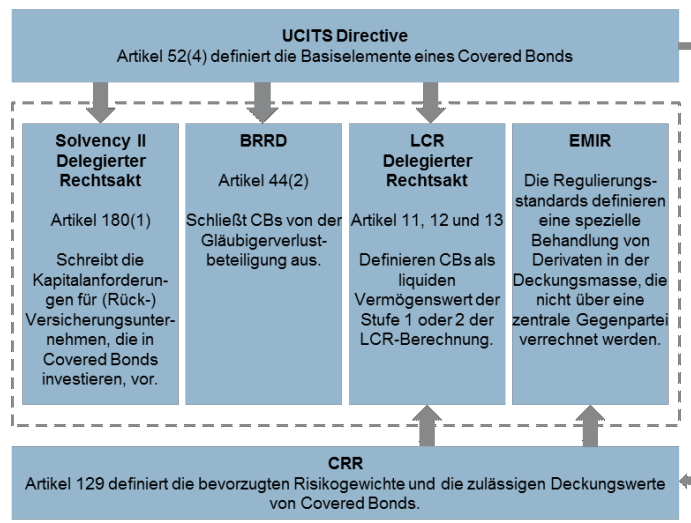 UCITS Directive
Artikel 52(4) definiert die Basiselemente eines Covered Bonds
Solvency II
Delegierter
Rechtsakt
Artikel 180(1)
Schreibt die
Kapitalanforderun-
gen für (Rück-)
Versicherungsunter-
nehmen, die in
Covered Bonds
investieren, vor.
BRRD
Artikel 44(2)
Schließt CBs von der
Gläubigerverlust-
beteiligung aus.
LCR
Delegierter
Rechtsakt
Artikel 11, 12 und 13
Definieren CBs als
liquiden
Vermögenswert der
Stufe 1 oder 2 der
LCR-Berechnung.
EMIR
Die Regulierungs-
standards definieren
eine spezielle
Behandlung von
Derivaten in der
Deckungsmasse, die
nicht über eine
zentrale Gegenpartei
verrechnet werden.
CRR
Artikel 129 definiert die bevorzugten Risikogewichte und die zulässigen Deckungswerte
von Covered Bonds.